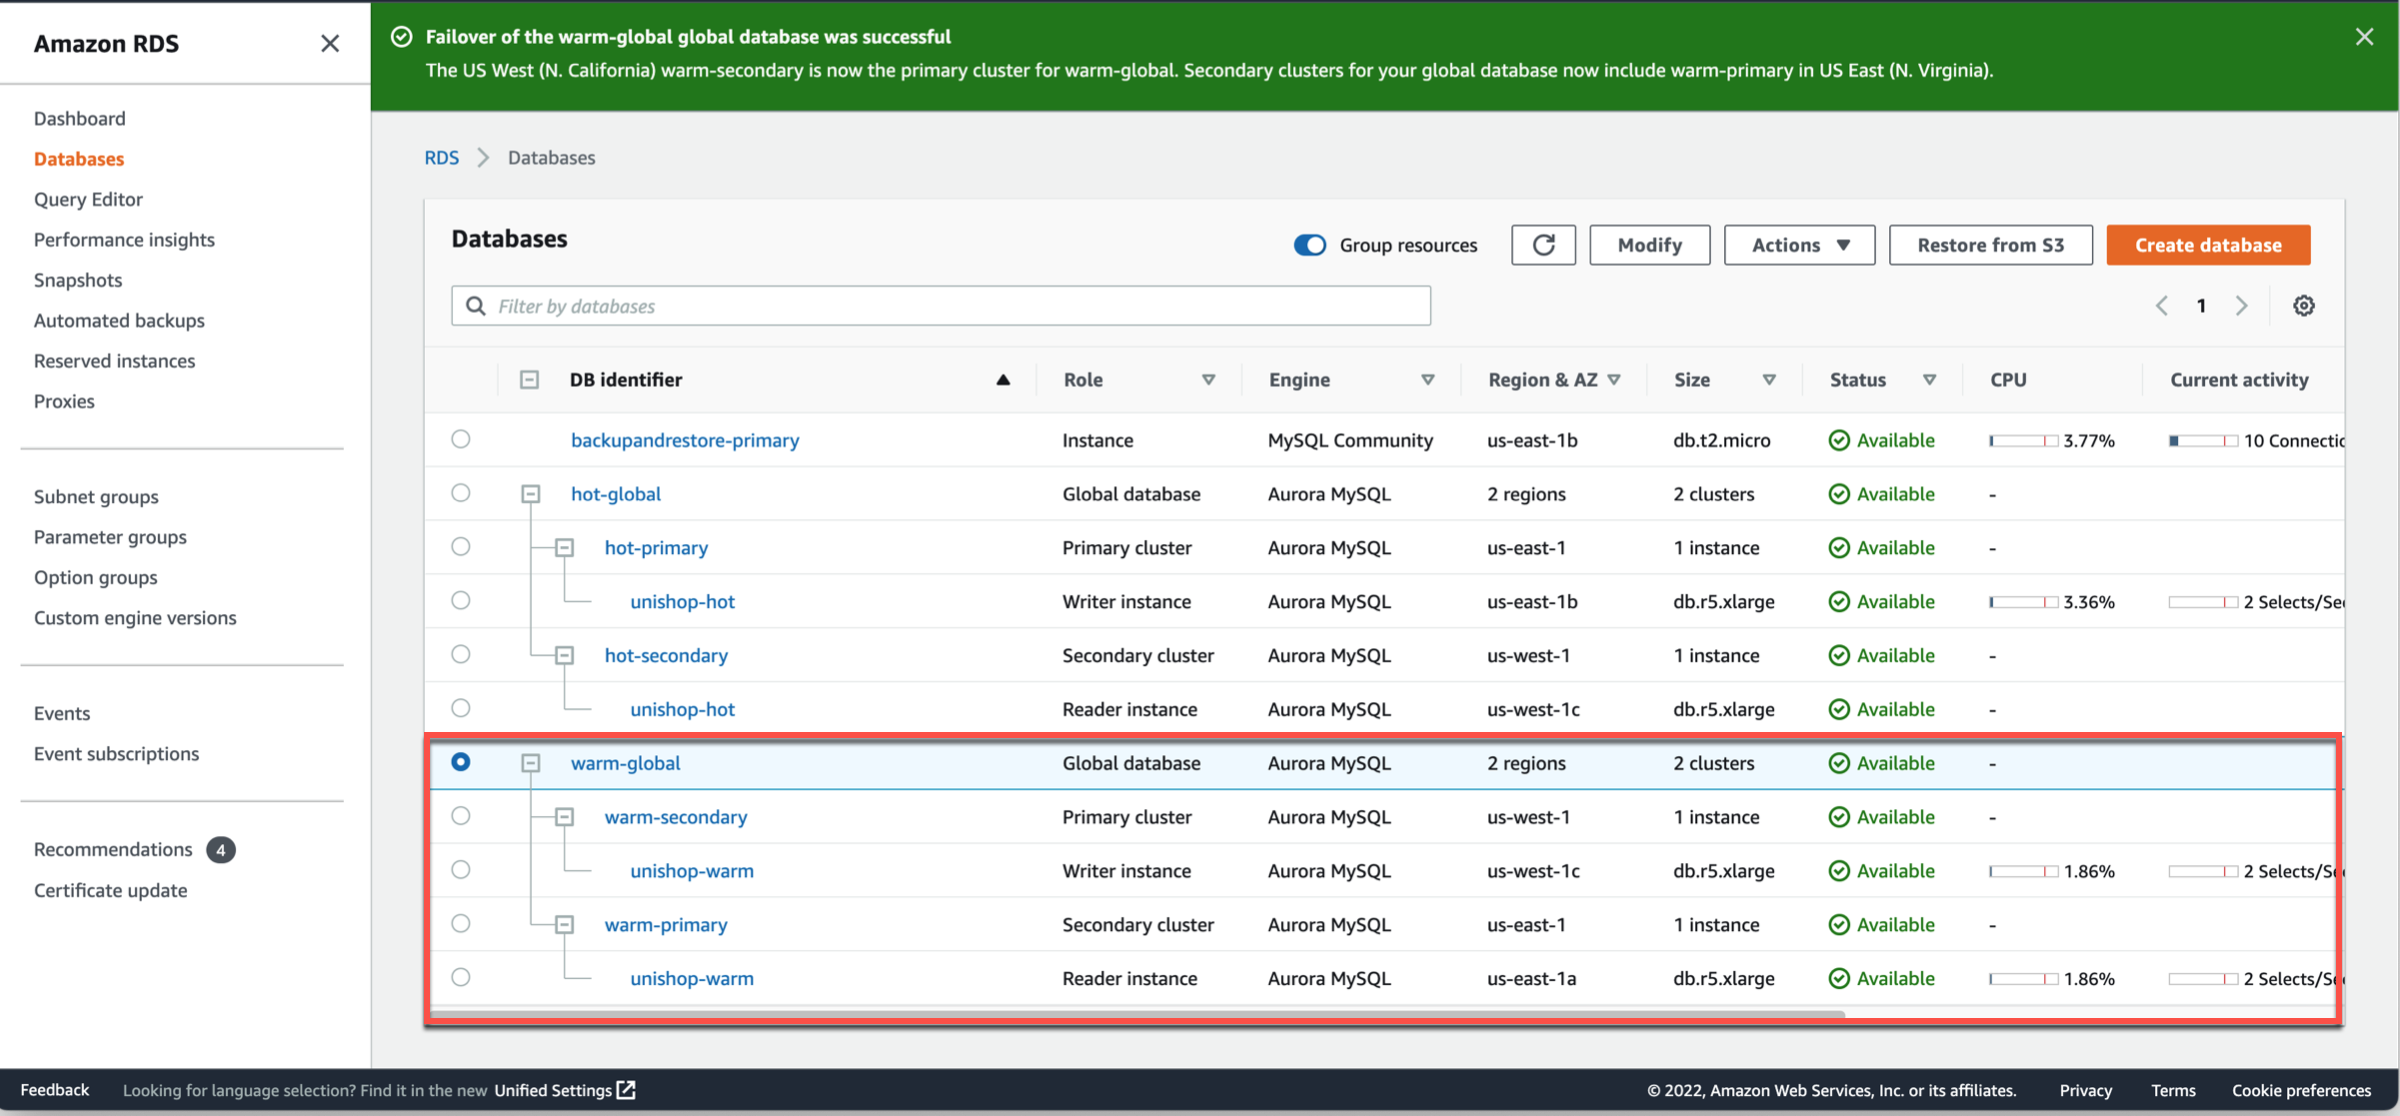 Amazon RDS
Dashboard
Databases
Query Editor
Performance insights
Snapshots
Automated backups
Reserved instances
Proxies
Subnet groups
Parameter groups
Option groups
Custom engine versions
Events
Event subscriptions
Recommendations 4
Certificate update
Failover of the warm-global global database was successful
The US West (N. California) warm-secondary is now the primary cluster for warm-global. Secondary clusters for your global database now include warm-primary in US East (N. Virginia).
RDS > Databases
Databases Group resources Modify Actions Restore from S3 Create database
Filter by databases 1
DB identifier Role Engine Region & AZ Size Status CPU Current activity
backupandrestore-primary Instance MySQL Community us-east-1b db.t2.micro Available 3.77% 10 Connectio
hot-global Global database Aurora MySQL 2 regions 2 clusters Available -
hot-primary Primary cluster Aurora MySQL us-east-1 1 instance Available -
unishop-hot Writer instance Aurora MySQL us-east-1b db.r5.xlarge Available 3.36% 2 Selects/Sec
hot-secondary Secondary cluster Aurora MySQL us-west-1 1 instance Available -
unishop-hot Reader instance Aurora MySQL us-west-1c db.r5.xlarge Available -
warm-global Global database Aurora MySQL 2 regions 2 clusters Available -
warm-secondary Primary cluster Aurora MySQL us-west-1 1 instance Available -
unishop-warm Writer instance Aurora MySQL us-west-1c db.r5.xlarge Available 1.86% 2 Selects/Sec
warm-primary Secondary cluster Aurora MySQL us-east-1 1 instance Available -
unishop-warm Reader instance Aurora MySQL us-east-1a db.r5.xlarge Available 1.86% 2 Selects/Sec
Feedback Looking for language selection? Find it in the new Unified Settings © 2022, Amazon Web Services, Inc. or its affiliates. Privacy Terms Cookie preferences